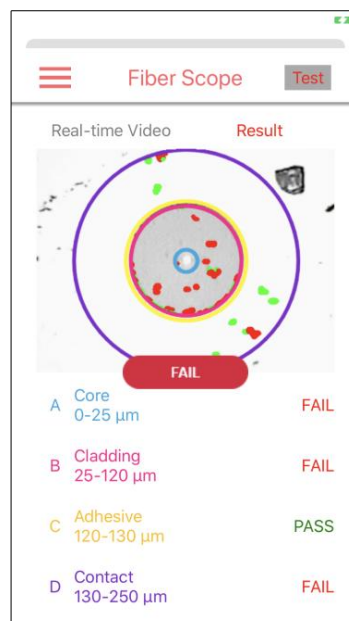 Fiber Scope
Test
Real-time Video
Result
FAIL
A
Core
0-25 μm
FAIL
B
Cladding
25-120 μm
FAIL
C
Adhesive
120-130 μm
PASS
D
Contact
130-250 μm
FAIL